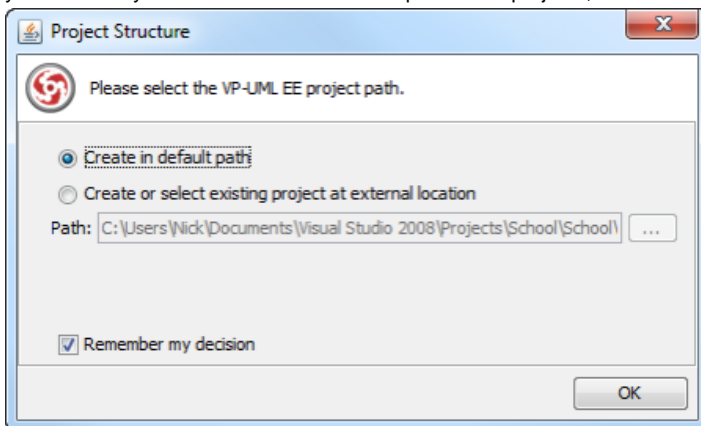 Project Structure
Please select the VP-UML EE project path.
Create in default path
Create or select existing project at external location
Path: C:\Users\Nick\Documents\Visual Studio 2008\Projects\School\School\ ...
Remember my decision
OK